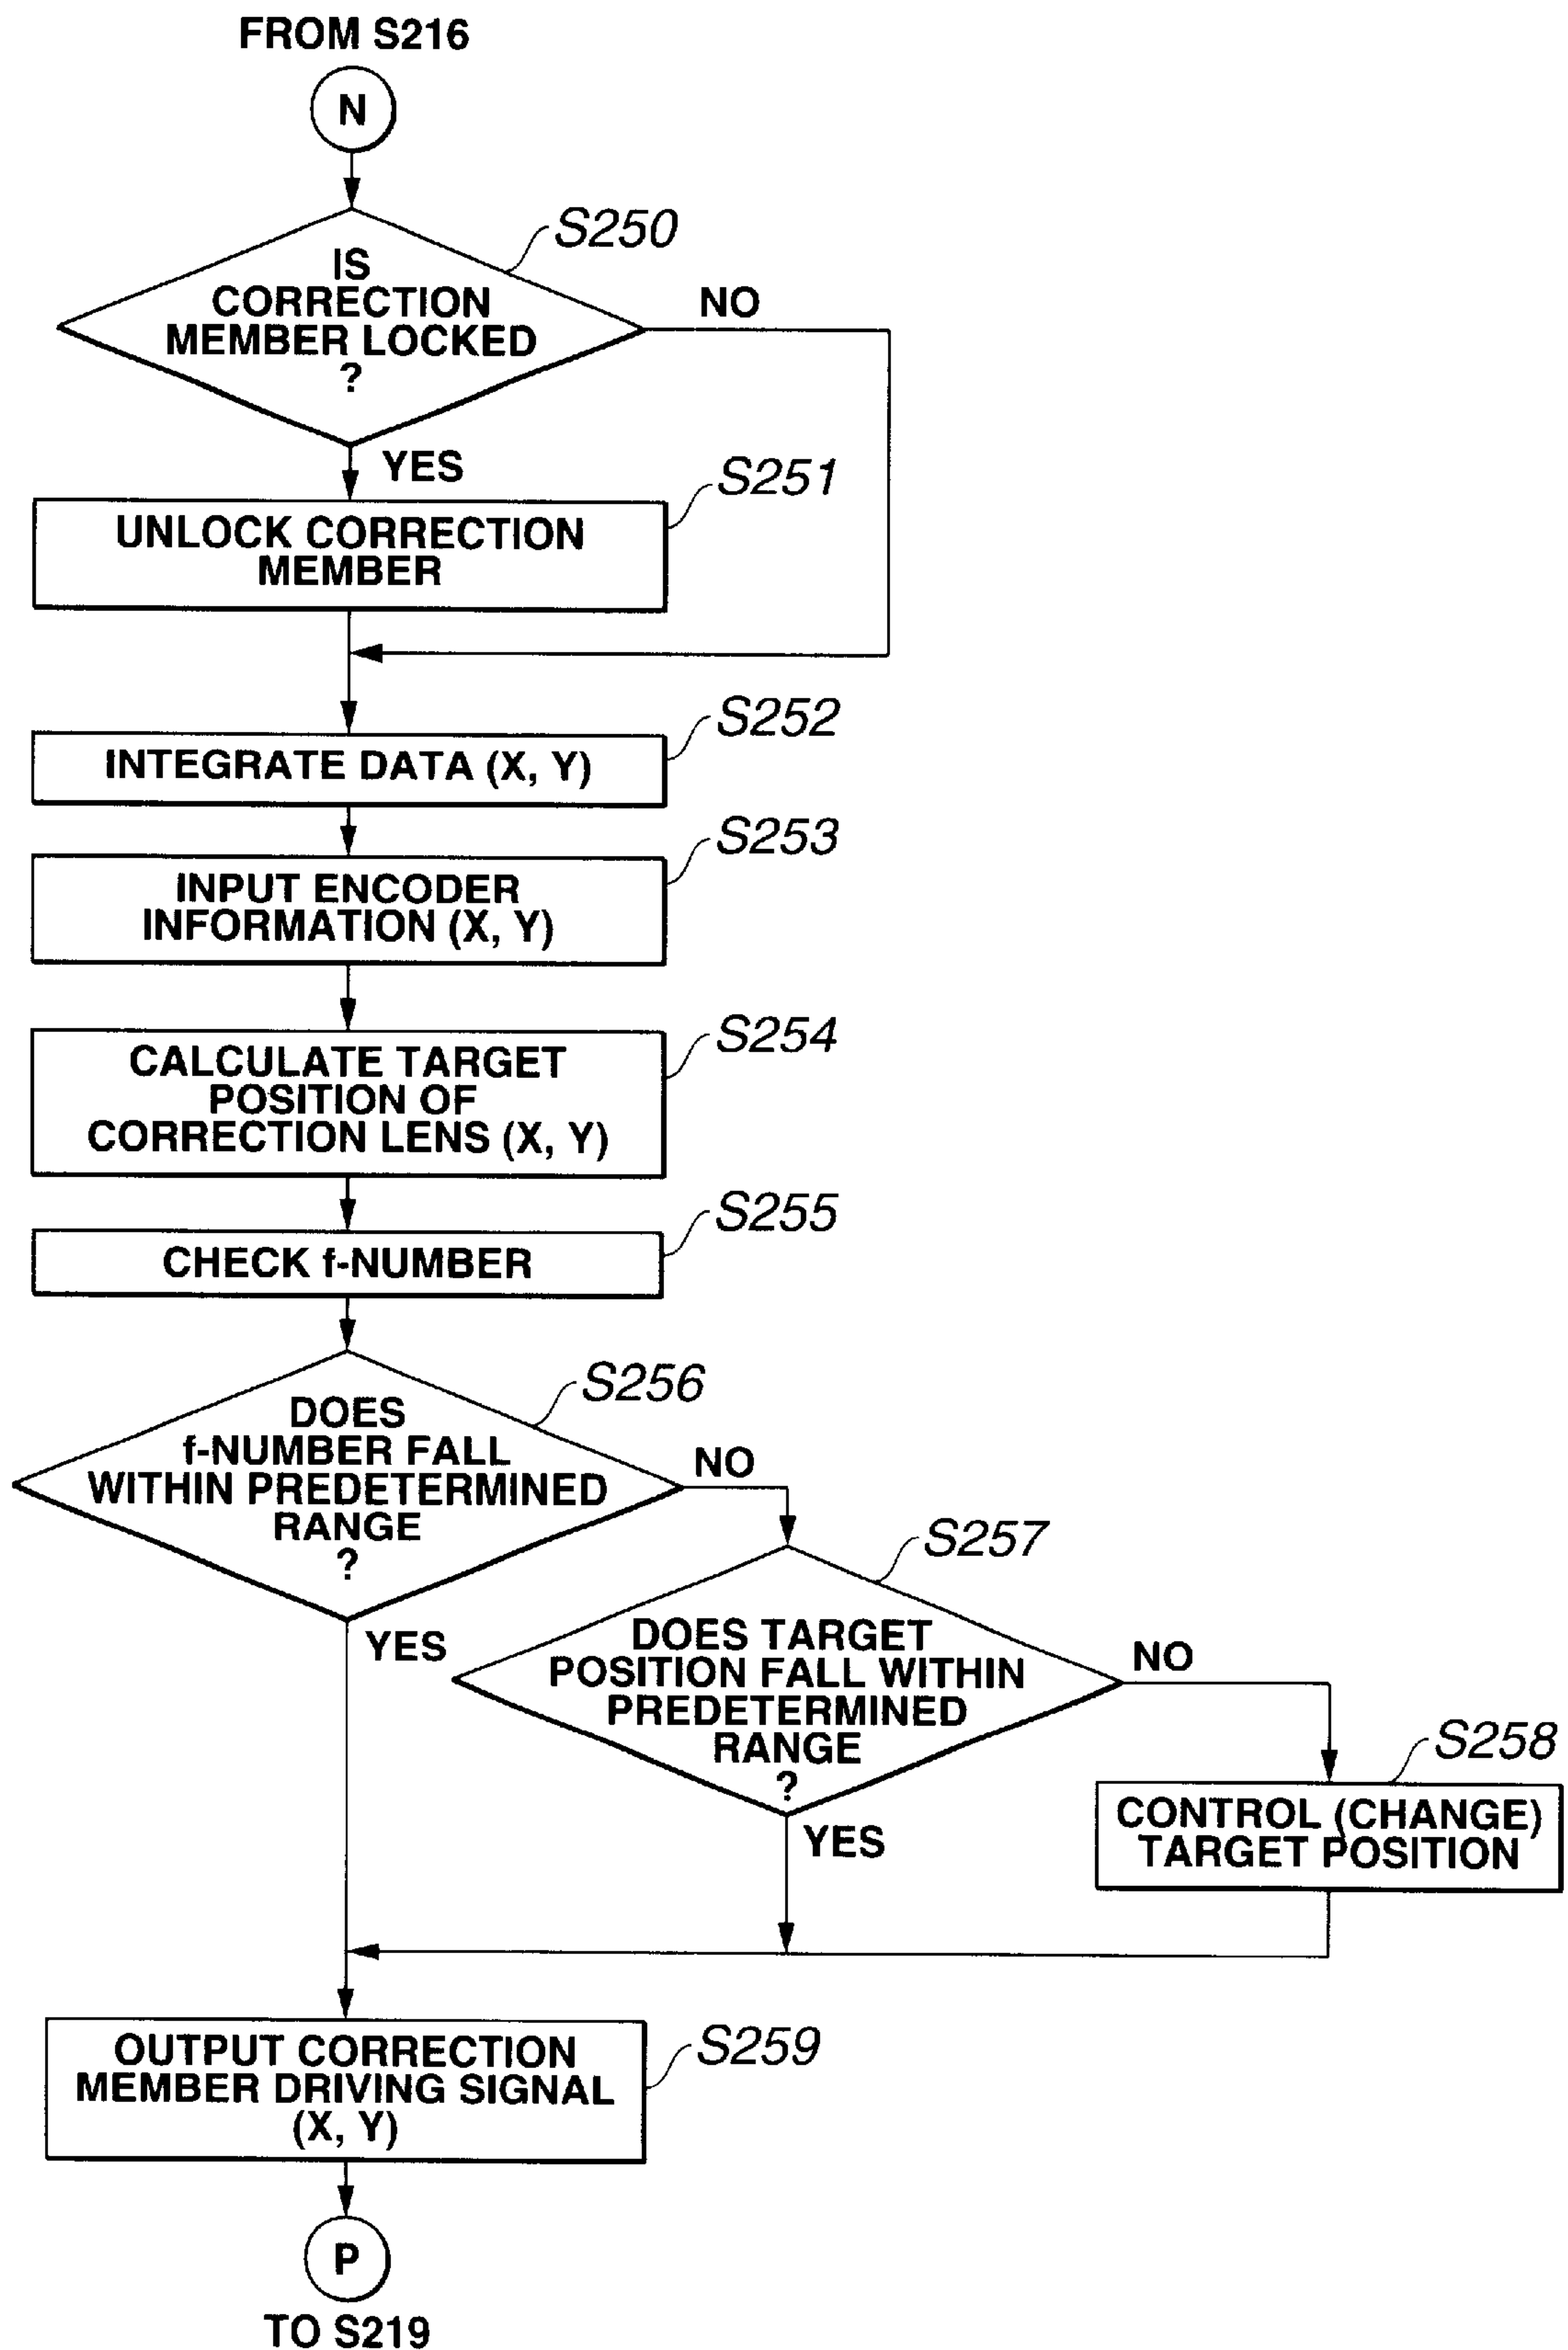 FROM S216
N
S250
IS
CORRECTION
MEMBER LOCKED
?
NO
YES
S251
UNLOCK CORRECTION
MEMBER
S252
INTEGRATE DATA (X, Y)
S253
INPUT ENCODER
INFORMATION (X, Y)
S254
CALCULATE TARGET
POSITION OF
CORRECTION LENS (X, Y)
S255
CHECK f-NUMBER
S256
DOES
f-NUMBER FALL
WITHIN PREDETERMINED
RANGE
?
NO
YES
S257
DOES TARGET
POSITION FALL WITHIN
PREDETERMINED
RANGE
?
NO
YES
S258
CONTROL (CHANGE)
TARGET POSITION
S259
OUTPUT CORRECTION
MEMBER DRIVING SIGNAL
(X, Y)
P
TO S219